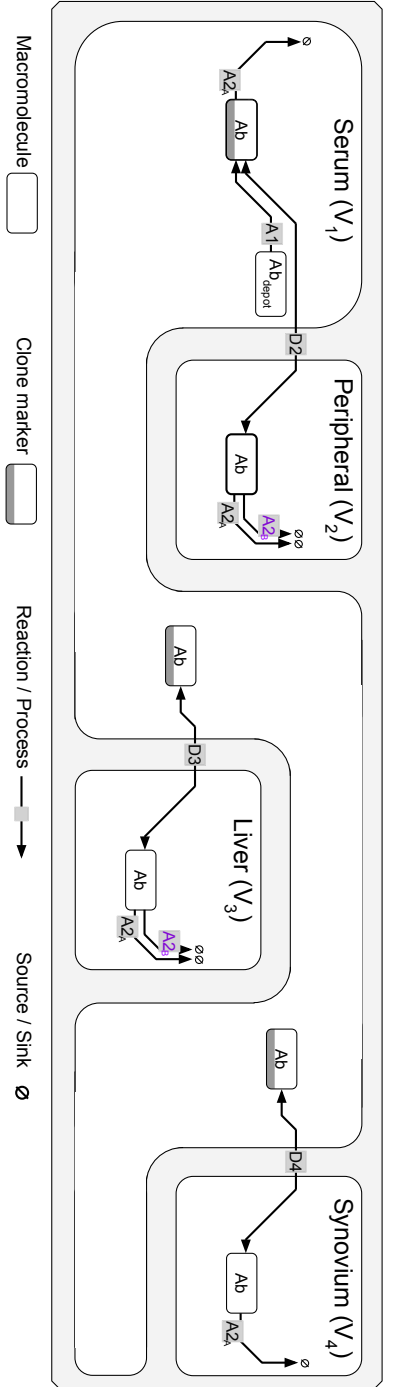 Serum (V1)
Ø
A2A
Ab
A1
Abdepot
D2
Peripheral (V2)
Ab
A2B
A2A
Ø
Ø
Ab
D3
Liver (V3)
Ab
A2B
A2A
Ø
Ø
Ab
D4
Synovium (V4)
Ab
A2A
Ø
Macromolecule
Clone marker
Reaction / Process
Source / Sink Ø